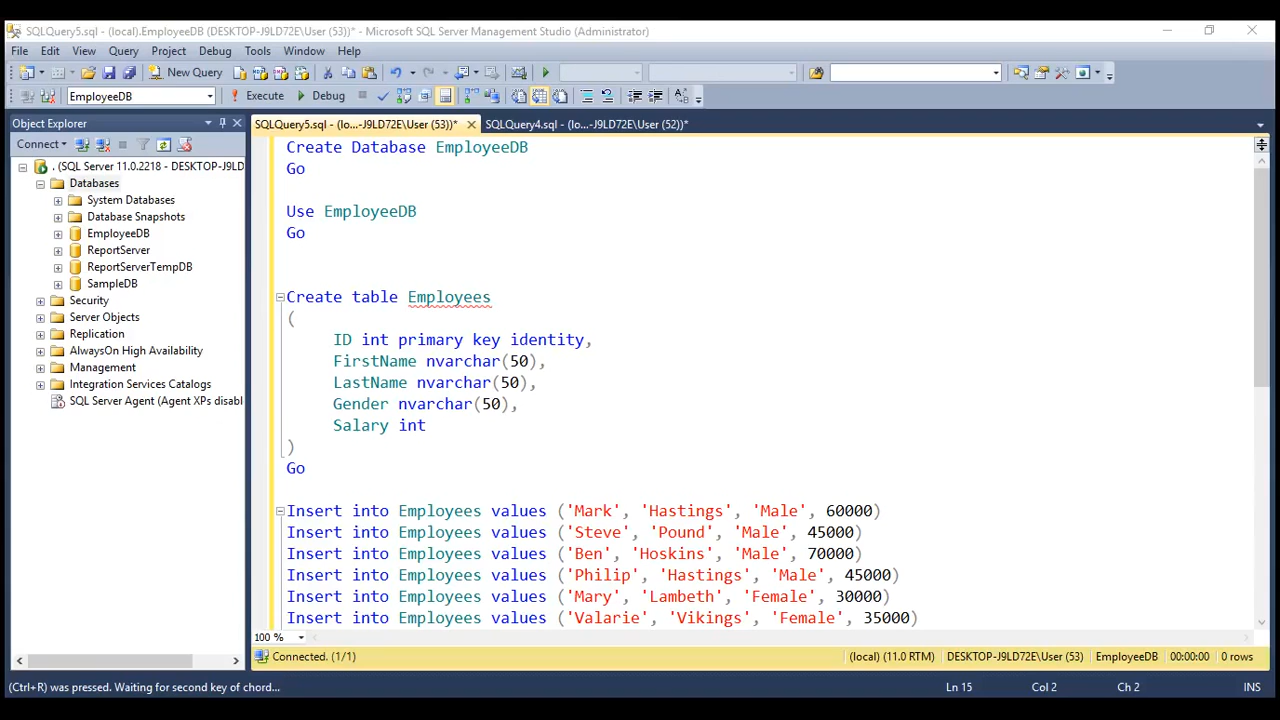 SQLQuery5.sql - (local).EmployeeDB (DESKTOP-J9LD72E\User (53))* - Microsoft SQL Server Management Studio (Administrator)
File Edit View Query Project Debug Tools Window Help
New Query
EmployeeDB Execute Debug
Object Explorer
SQLQuery5.sql - (lo...-J9LD72E\User (53))* SQLQuery4.sql - (lo...-J9LD72E\User (52))*
Connect
. (SQL Server 11.0.2218 - DESKTOP-J9LD
Databases
System Databases
Database Snapshots
EmployeeDB
ReportServer
ReportServerTempDB
SampleDB
Security
Server Objects
Replication
AlwaysOn High Availability
Management
Integration Services Catalogs
SQL Server Agent (Agent XPs disabl
Create Database EmployeeDB
Go
Use EmployeeDB
Go
Create table Employees
(
ID int primary key identity,
FirstName nvarchar(50),
LastName nvarchar(50),
Gender nvarchar(50),
Salary int
)
Go
Insert into Employees values ('Mark', 'Hastings', 'Male', 60000)
Insert into Employees values ('Steve', 'Pound', 'Male', 45000)
Insert into Employees values ('Ben', 'Hoskins', 'Male', 70000)
Insert into Employees values ('Philip', 'Hastings', 'Male', 45000)
Insert into Employees values ('Mary', 'Lambeth', 'Female', 30000)
Insert into Employees values ('Valarie', 'Vikings', 'Female', 35000)
100 %
Connected. (1/1) (local) (11.0 RTM) DESKTOP-J9LD72E\User (53) EmployeeDB 00:00:00 0 rows
(Ctrl+R) was pressed. Waiting for second key of chord... Ln 15 Col 2 Ch 2 INS